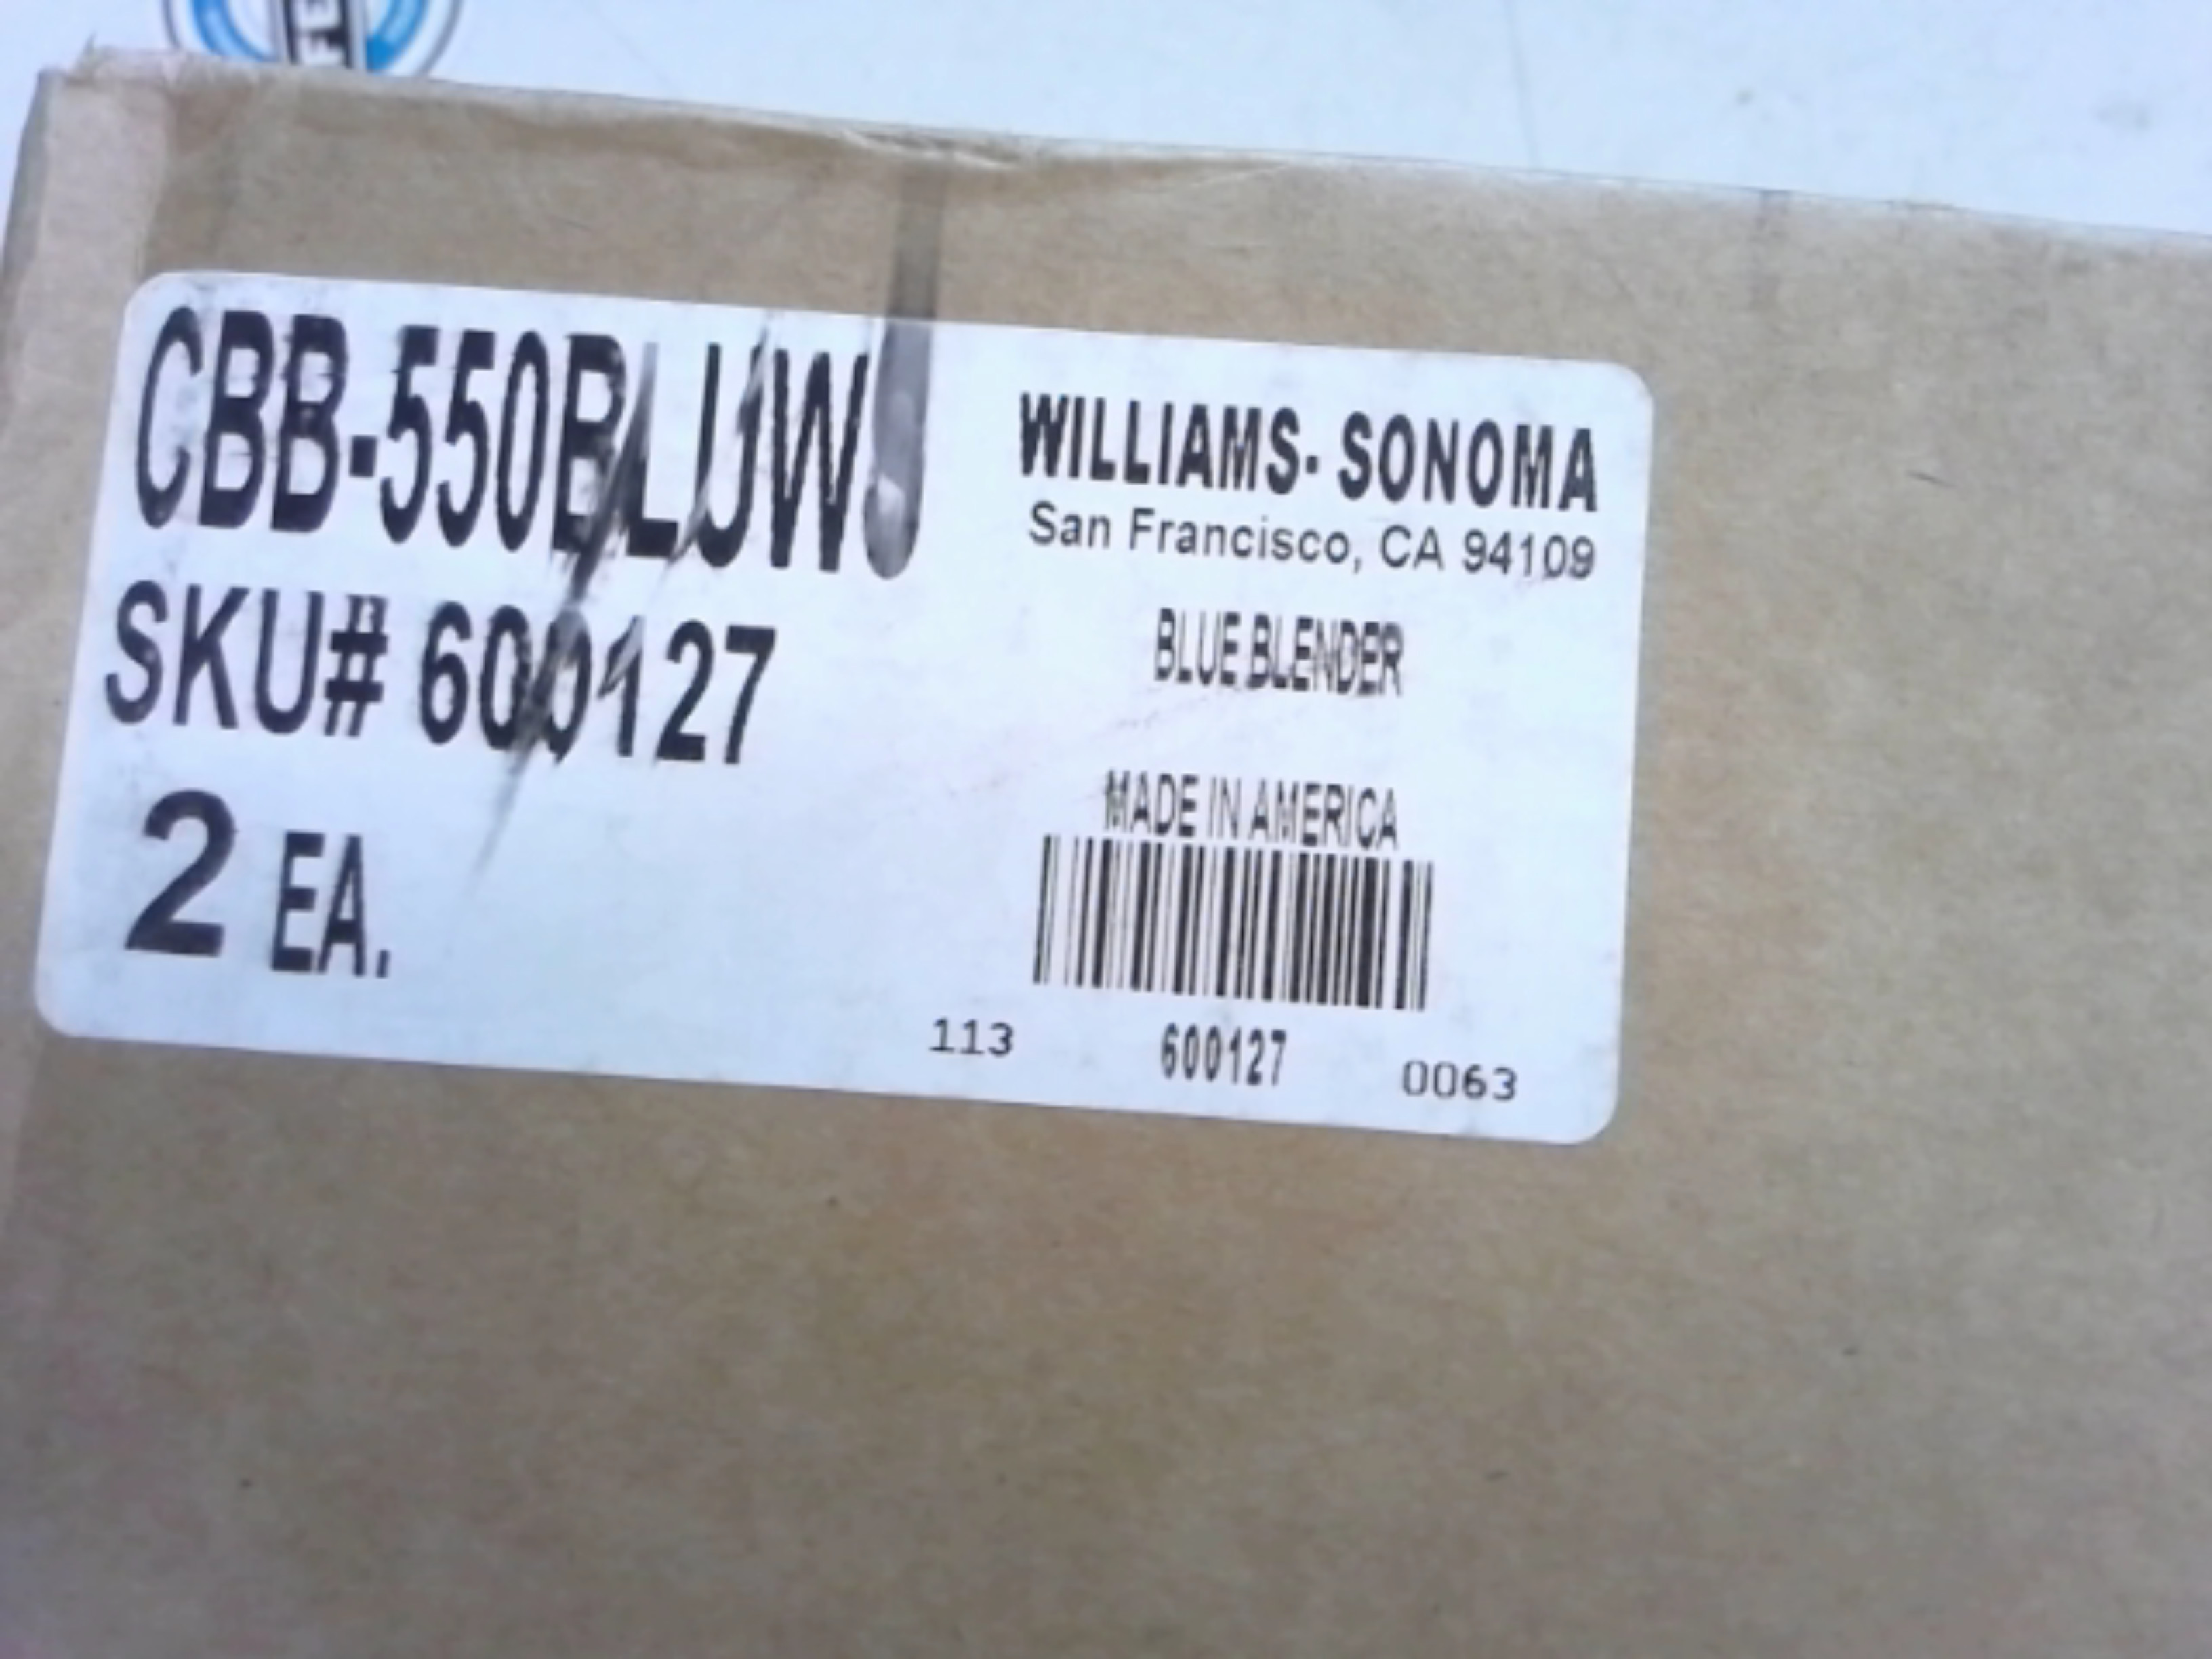 CBB-550BLUW
SKU# 600127
2 EA.
WILLIAMS- SONOMA
San Francisco, CA 94109
BLUE BLENDER
MADE IN AMERICA
113 600127 0063